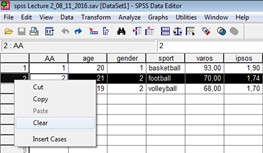 spss Lecture 2_08_11_2016.sav [DataSet1] - SPSS Data Editor
File Edit View Data Transform Analyze Graphs Utilities Window Help
2 : AA 2
AA age gender sport varos ipsos
1 1 20 1 basketball 93,00 1,90
2 2 21 2 football 70,00 1,74
19 2 volleyball 68,00 1,70
Cut
Copy
Paste
Clear
Insert Cases